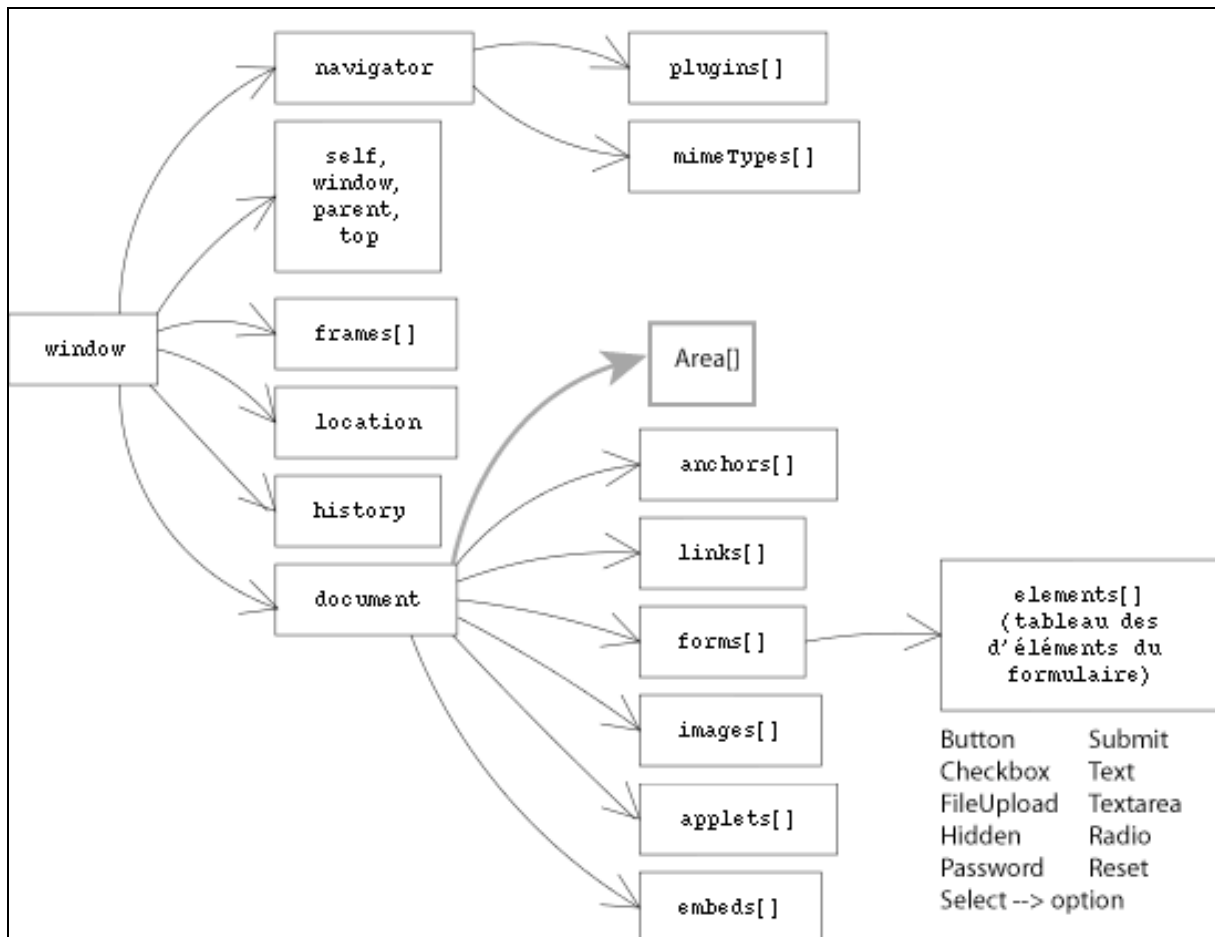 navigator
plugins[]
mimeTypes[]
self,
window,
parent,
top
window
frames[]
Area[]
location
anchors[]
history
links[]
document
forms[]
elements[]
(tableau des
d'éléments du
formulaire)
images[]
applets[]
embeds[]
Button Submit
Checkbox Text
FileUpload Textarea
Hidden Radio
Password Reset
Select --> option